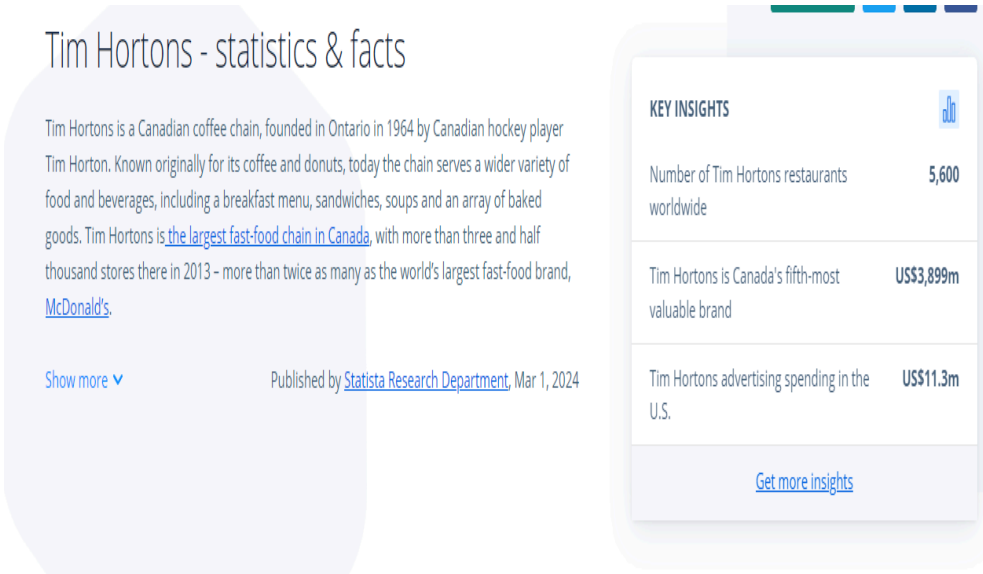 Tim Hortons - statistics & facts
Tim Hortons is a Canadian coffee chain, founded in Ontario in 1964 by Canadian hockey player
Tim Horton. Known originally for its coffee and donuts, today the chain serves a wider variety of
food and beverages, including a breakfast menu, sandwiches, soups and an array of baked
goods. Tim Hortons is the largest fast-food chain in Canada, with more than three and half
thousand stores there in 2013 – more than twice as many as the world's largest fast-food brand,
McDonald's.
Show more
Published by Statista Research Department, Mar 1, 2024
KEY INSIGHTS
Number of Tim Hortons restaurants 5,600
worldwide
Tim Hortons is Canada's fifth-most US$3,899m
valuable brand
Tim Hortons advertising spending in the US$11.3m
U.S.
Get more insights